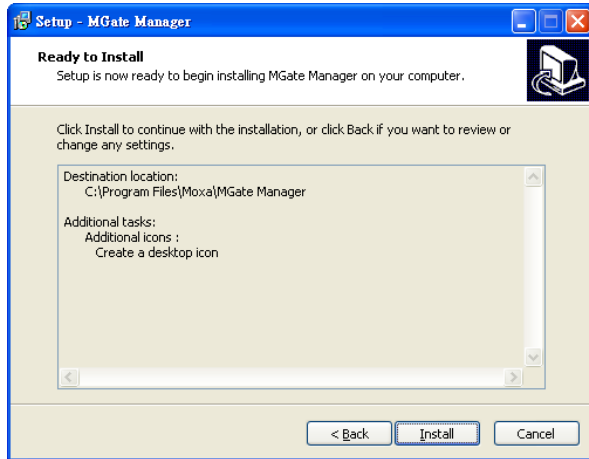 Setup - MGate Manager
Ready to Install
Setup is now ready to begin installing MGate Manager on your computer.
Click Install to continue with the installation, or click Back if you want to review or
change any settings.
Destination location:
C:\Program Files\Moxa\MGate Manager
Additional tasks:
Additional icons :
Create a desktop icon
< Back
Install
Cancel